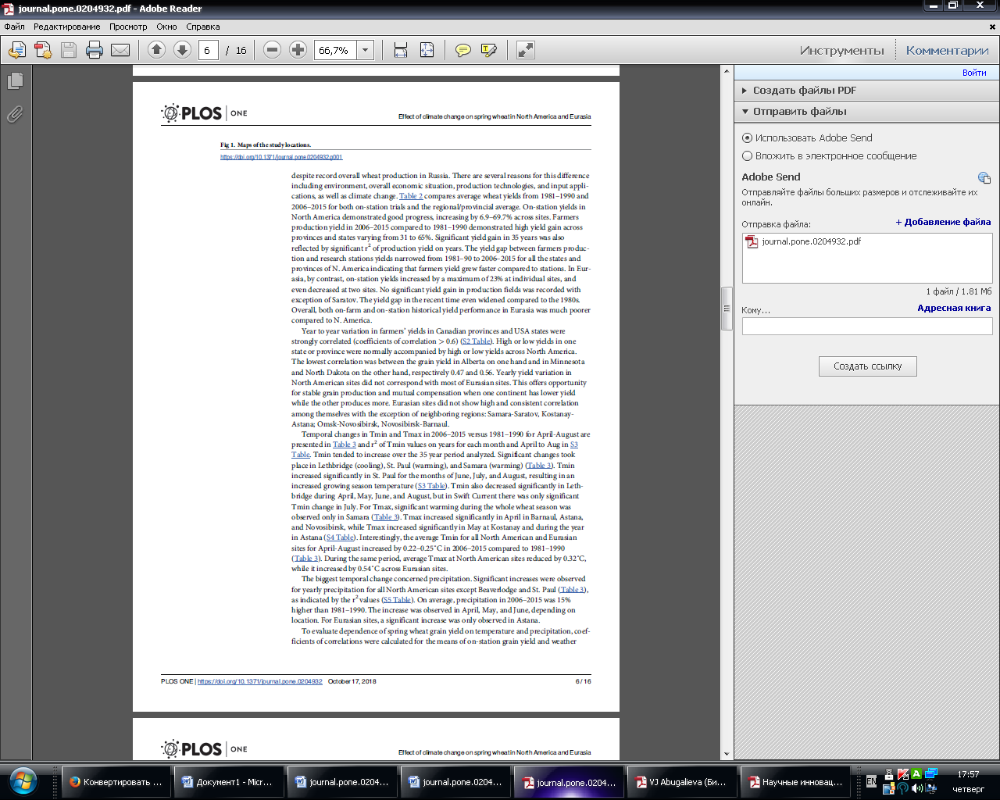 journal.pone.0204932.pdf - Adobe Reader
Файл Редактирование Просмотр Окно Справка
6 / 16 66,7% Инструменты Комментарии
Войти
Создать файлы PDF
Отправить файлы
Использовать Adobe Send
Вложить в электронное сообщение
Adobe Send
Отправляйте файлы больших размеров и отслеживайте их
онлайн.
Отправка файла: + Добавление файла
journal.pone.0204932.pdf
1 файл / 1.81 Мб
Кому... Адресная книга
Создать ссылку
PLOS ONE Effect of climate change on spring wheat in North America and Eurasia
Fig 1. Maps of the study locations.
https://doi.org/10.1371/journal.pone.0204932.g001
despite record overall wheat production in Russia. There are several reasons for this difference
including environment, overall economic situation, production technologies, and input appli-
cations, as well as climate change. Table 2 compares average wheat yields from 1981–1990 and
2006–2015 for both on-station trials and the regional/provincial average. On-station yields in
North America demonstrated good progress, increasing by 6.9–69.7% across sites. Farmers
production yield in 2006–2015 compared to 1981–1990 demonstrated high yield gain across
provinces and states varying from 31 to 65%. Significant yield gain in 35 years was also
reflected by significant r² of production yield on years. The yield gap between farmers produc-
tion and research stations yields narrowed from 1981–90 to 2006–2015 for all the states and
provinces of N. America indicating that farmers yield grew faster compared to stations. In Eur-
asia, by contrast, on-station yields increased by a maximum of 23% at individual sites, and
even decreased at two sites. No significant yield gain in production fields was recorded with
exception of Saratov. The yield gap in the recent time even widened compared to the 1980s.
Overall, both on-farm and on-station historical yield performance in Eurasia was much poorer
compared to N. America.
Year to year variation in farmers' yields in Canadian provinces and USA states were
strongly correlated (coefficients of correlation > 0.6) (S2 Table). High or low yields in one
state or province were normally accompanied by high or low yields across North America.
The lowest correlation was between the grain yield in Alberta on one hand and in Minnesota
and North Dakota on the other hand, respectively 0.47 and 0.56. Yearly yield variation in
North American sites did not correspond with most of Eurasian sites. This offers opportunity
for stable grain production and mutual compensation when one continent has lower yield
while the other produces more. Eurasian sites did not show high and consistent correlation
among themselves with the exception of neighboring regions: Samara-Saratov, Kostanay-
Astana; Omsk-Novosibirsk, Novosibirsk-Barnaul.
Temporal changes in Tmin and Tmax in 2006–2015 versus 1981–1990 for April-August are
presented in Table 3 and r² of Tmin values on years for each month and April to Aug in S3
Table. Tmin tended to increase over the 35 year period analyzed. Significant changes took
place in Lethbridge (cooling), St. Paul (warming), and Samara (warming) (Table 3). Tmin
increased significantly in St. Paul for the months of June, July, and August, resulting in an
increased growing season temperature (S3 Table). Tmin also decreased significantly in Leth-
bridge during April, May, June, and August, but in Swift Current there was only significant
Tmin change in July. For Tmax, significant warming during the whole wheat season was
observed only in Samara (Table 3). Tmax increased significantly in April in Barnaul, Astana,
and Novosibirsk, while Tmax increased significantly in May at Kostanay and during the year
in Astana (S4 Table). Interestingly, the average Tmin for all North American and Eurasian
sites for April-August increased by 0.22–0.25˚C in 2006–2015 compared to 1981–1990
(Table 3). During the same period, average Tmax at North American sites reduced by 0.32˚C,
while it increased by 0.54˚C across Eurasian sites.
The biggest temporal change concerned precipitation. Significant increases were observed
for yearly precipitation for all North American sites except Beaverlodge and St. Paul (Table 3),
as indicated by the r² values (S5 Table). On average, precipitation in 2006–2015 was 15%
higher than 1981–1990. The increase was observed in April, May, and June, depending on
location. For Eurasian sites, a significant increase was only observed in Astana.
To evaluate dependence of spring wheat grain yield on temperature and precipitation, coef-
ficients of correlations were calculated for the means of on-station grain yield and weather
PLOS ONE | https://doi.org/10.1371/journal.pone.0204932 October 17, 2018 6 / 16
PLOS ONE Effect of climate change on spring wheat in North America and Eurasia
Конвертировать ... Документ1 - Micr... journal.pone.0204... journal.pone.0204... journal.pone.0204... VJ Abugalieva (Би... Научные инновац... EN 17:57
четверг